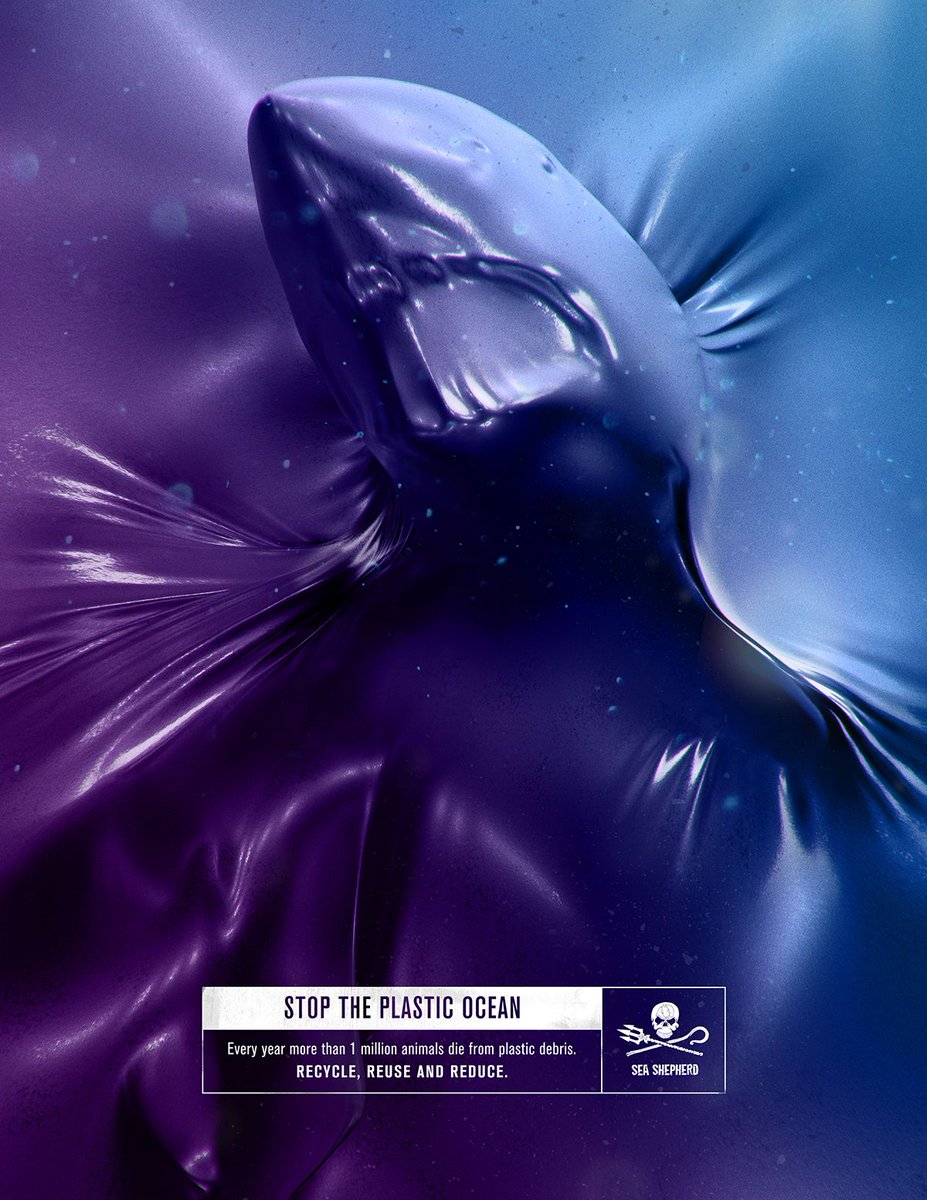 STOP THE PLASTIC OCEAN
Every year more than 1 million animals die from plastic debris.
RECYCLE, REUSE AND REDUCE.
SEA SHEPHERD